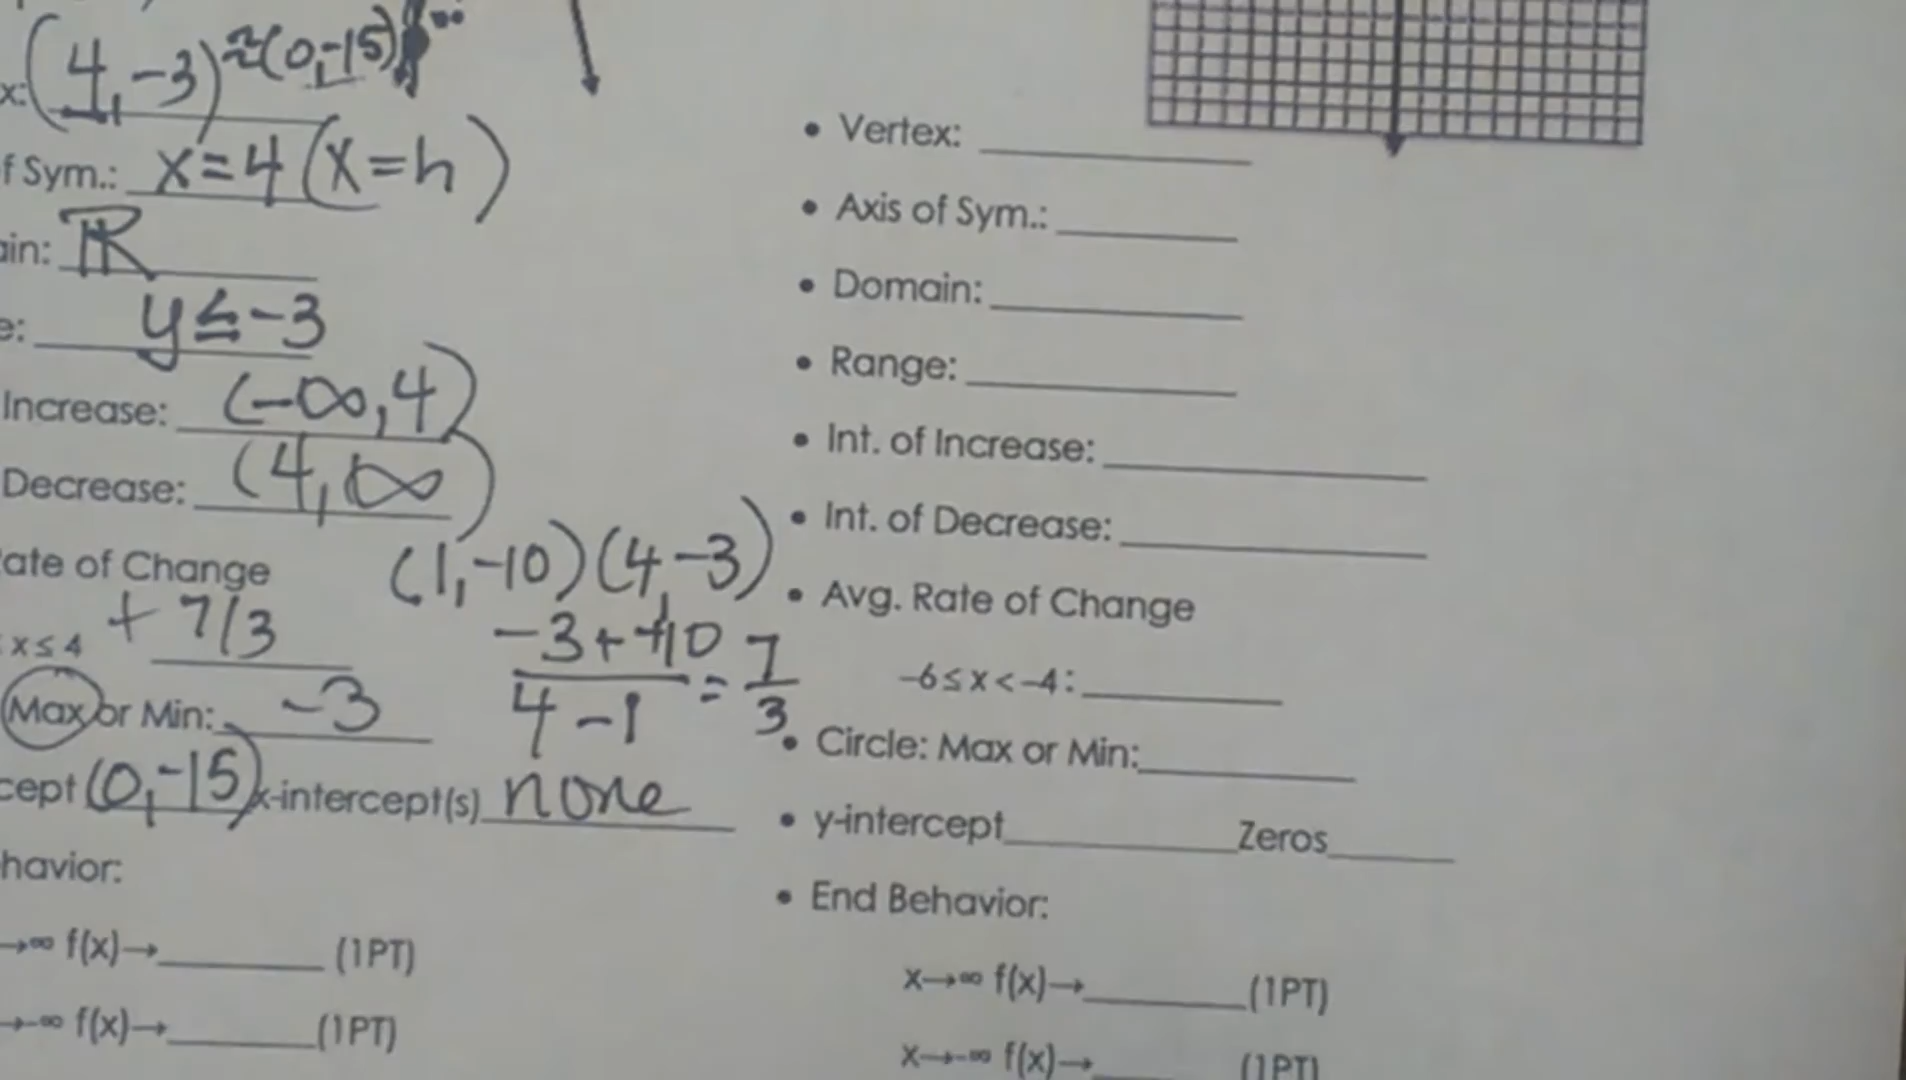 x: (4, -3) ≈(0,-15)
f Sym.: x=4 (x=h)
ain: ℝ
e: y≤-3
Increase: (-∞,4)
Decrease: (4,∞)
ate of Change (1,-10)(4,-3)
x≤4 +7/3
-3++10
4-1
= 7/3
Max or Min: -3
cept (0,-15) x-intercept(s) none
havior:
→∞ f(x)→ (1PT)
→-∞ f(x)→ (1PT)
• Vertex:
• Axis of Sym.:
• Domain:
• Range:
• Int. of Increase:
• Int. of Decrease:
• Avg. Rate of Change
-6≤x<-4:
• Circle: Max or Min:
• y-intercept Zeros
• End Behavior:
x→∞ f(x)→ (1PT)
x→-∞ f(x)→ (1PT)